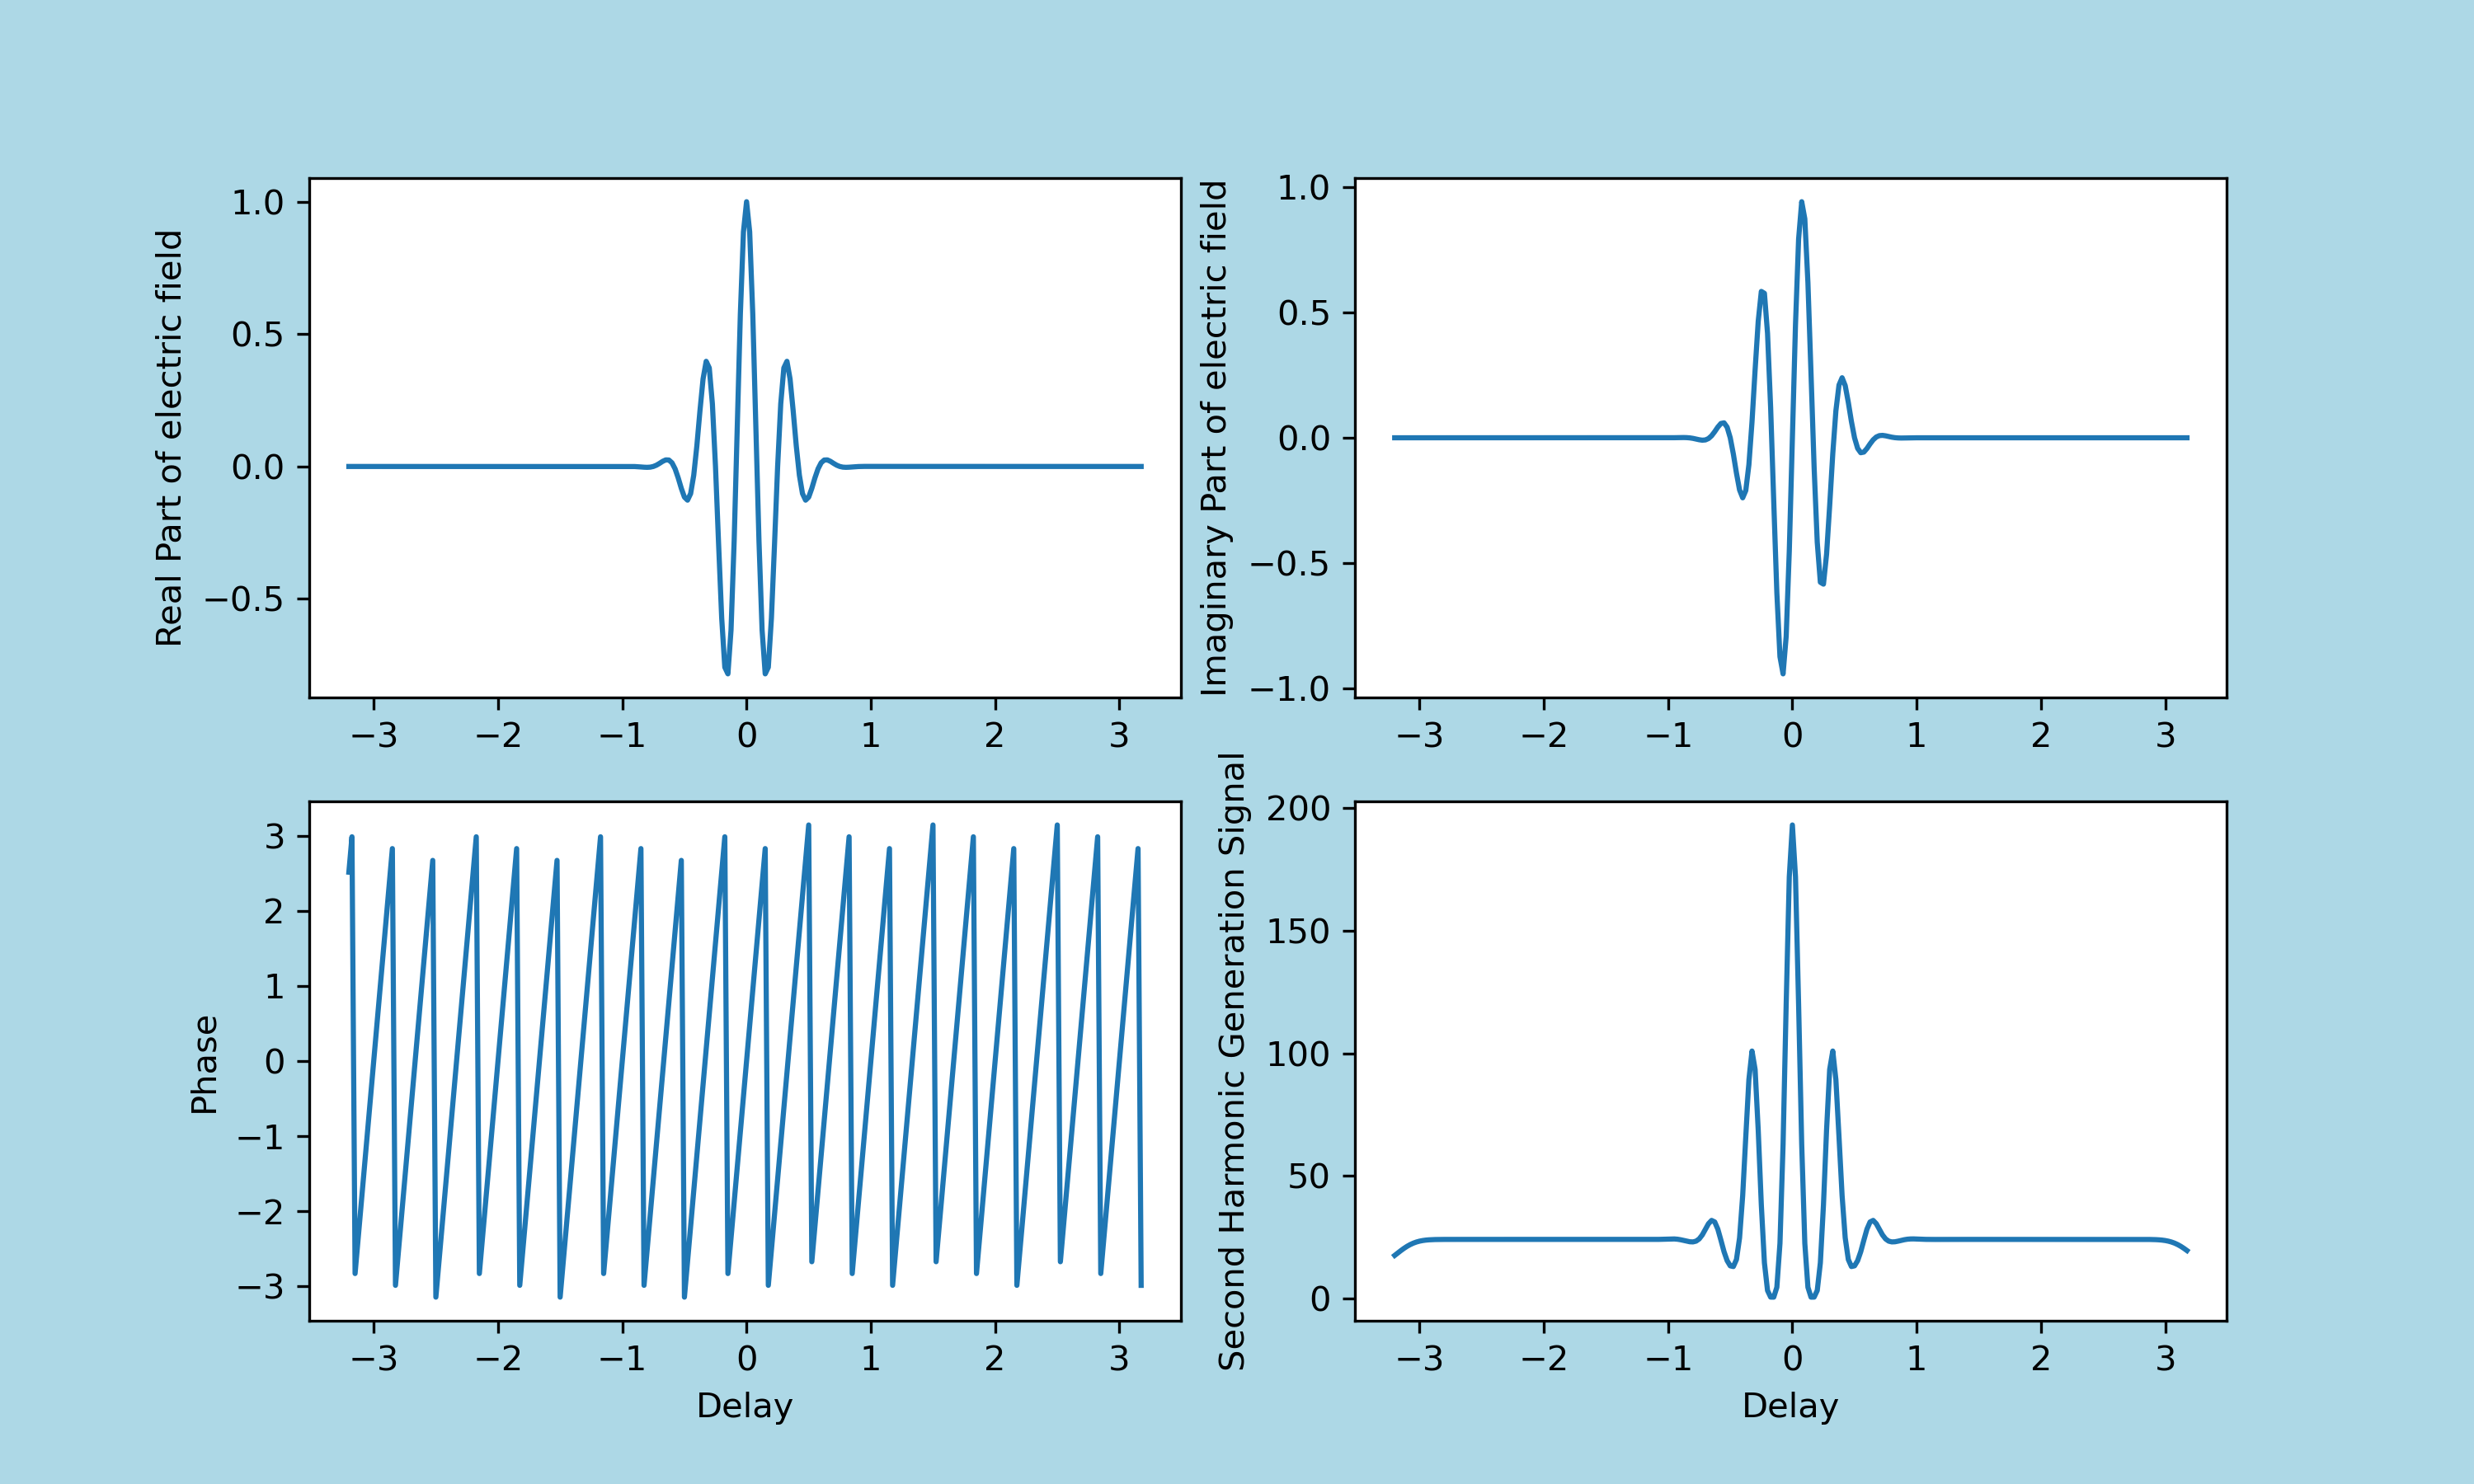 Real Part of electric field
1.0
0.5
0.0
−0.5
−3 −2 −1 0 1 2 3
Imaginary Part of electric field
1.0
0.5
0.0
−0.5
−1.0
−3 −2 −1 0 1 2 3
Phase
3
2
1
0
−1
−2
−3
−3 −2 −1 0 1 2 3
Delay
Second Harmonic Generation Signal
200
150
100
50
0
−3 −2 −1 0 1 2 3
Delay